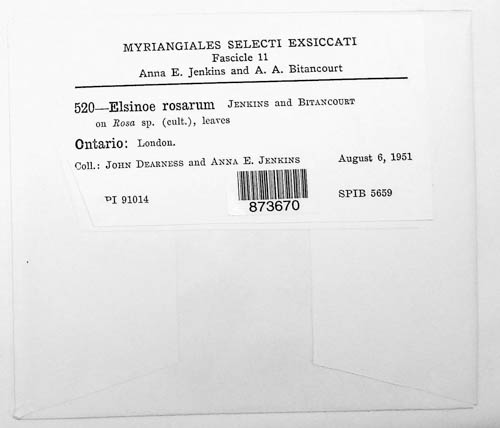 MYRIANGIALES SELECTI EXSICCATI
Fascicle 11
Anna E. Jenkins and A. A. Bitancourt
520—Elsinoe rosarum JENKINS and BITANCOURT
on Rosa sp. (cult.), leaves
Ontario: London.
Coll.: JOHN DEARNESS and ANNA E. JENKINS August 6, 1951
PI 91014 SPIB 5659
873670